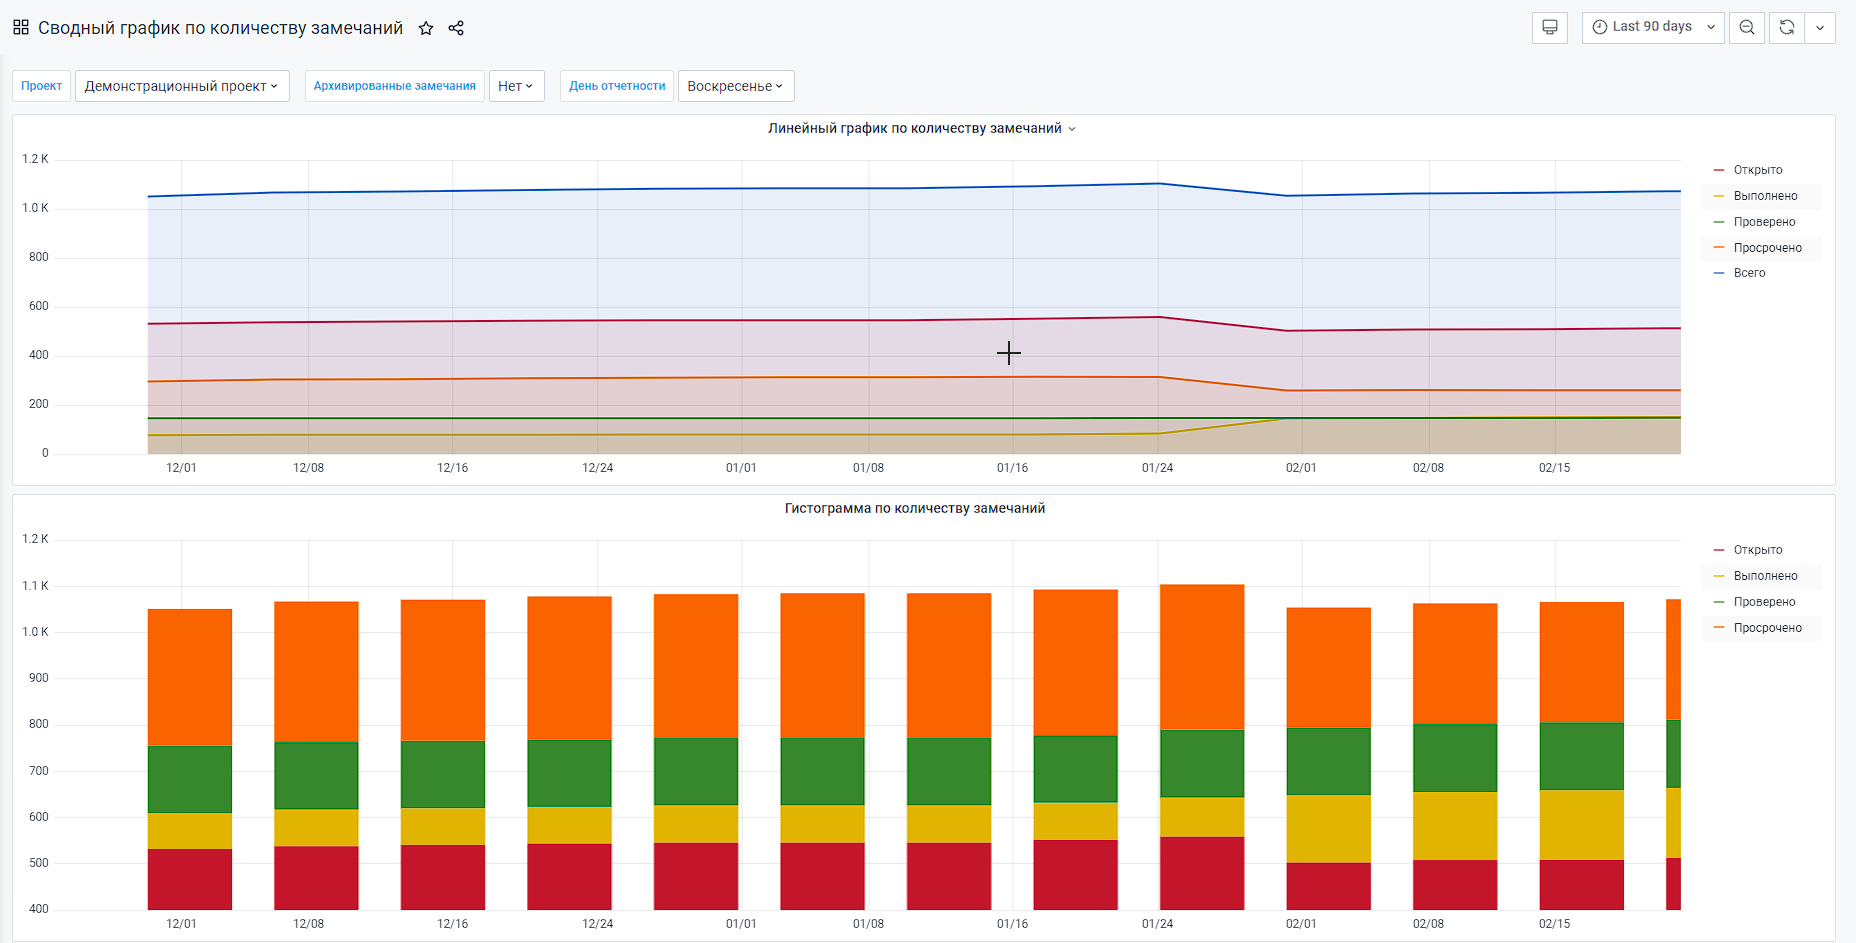 Сводный график по количеству замечаний
Last 90 days
Проект Демонстрационный проект Архивированные замечания Нет День отчетности Воскресенье
Линейный график по количеству замечаний
1.2 K
1.0 K
800
600
400
200
0
12/01 12/08 12/16 12/24 01/01 01/08 01/16 01/24 02/01 02/08 02/15
Открыто
Выполнено
Проверено
Просрочено
Всего
Гистограмма по количеству замечаний
1.2 K
1.1 K
1.0 K
900
800
700
600
500
400
12/01 12/08 12/16 12/24 01/01 01/08 01/16 01/24 02/01 02/08 02/15
Открыто
Выполнено
Проверено
Просрочено